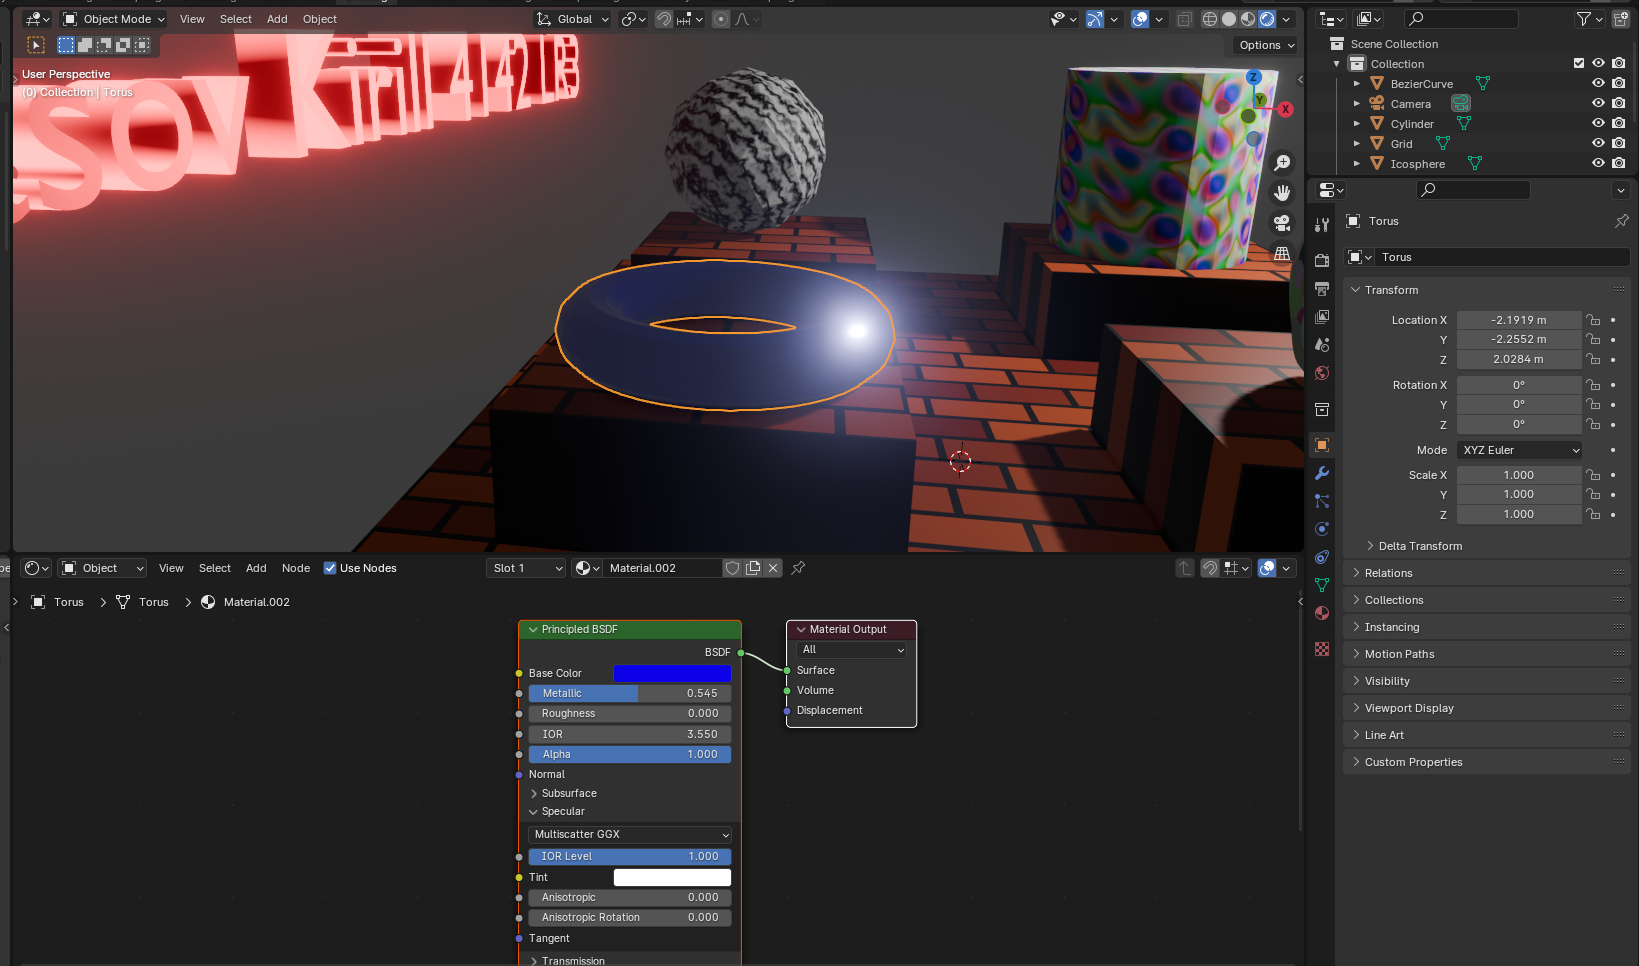 Object Mode View Select Add Object Global
Options
User Perspective
(0) Collection | Torus
SOV Kirill 421
Z
Y
X
Object View Select Add Node Use Nodes Slot 1 Material.002
Torus Torus Material.002
Principled BSDF
BSDF
Base Color
Metallic 0.545
Roughness 0.000
IOR 3.550
Alpha 1.000
Normal
Subsurface
Specular
Multiscatter GGX
IOR Level 1.000
Tint
Anisotropic 0.000
Anisotropic Rotation 0.000
Tangent
Transmission
Material Output
All
Surface
Volume
Displacement
Scene Collection
Collection
BezierCurve
Camera
Cylinder
Grid
Icosphere
Torus
Torus
Transform
Location X -2.1919 m
Y -2.2552 m
Z 2.0284 m
Rotation X 0°
Y 0°
Z 0°
Mode XYZ Euler
Scale X 1.000
Y 1.000
Z 1.000
Delta Transform
Relations
Collections
Instancing
Motion Paths
Visibility
Viewport Display
Line Art
Custom Properties